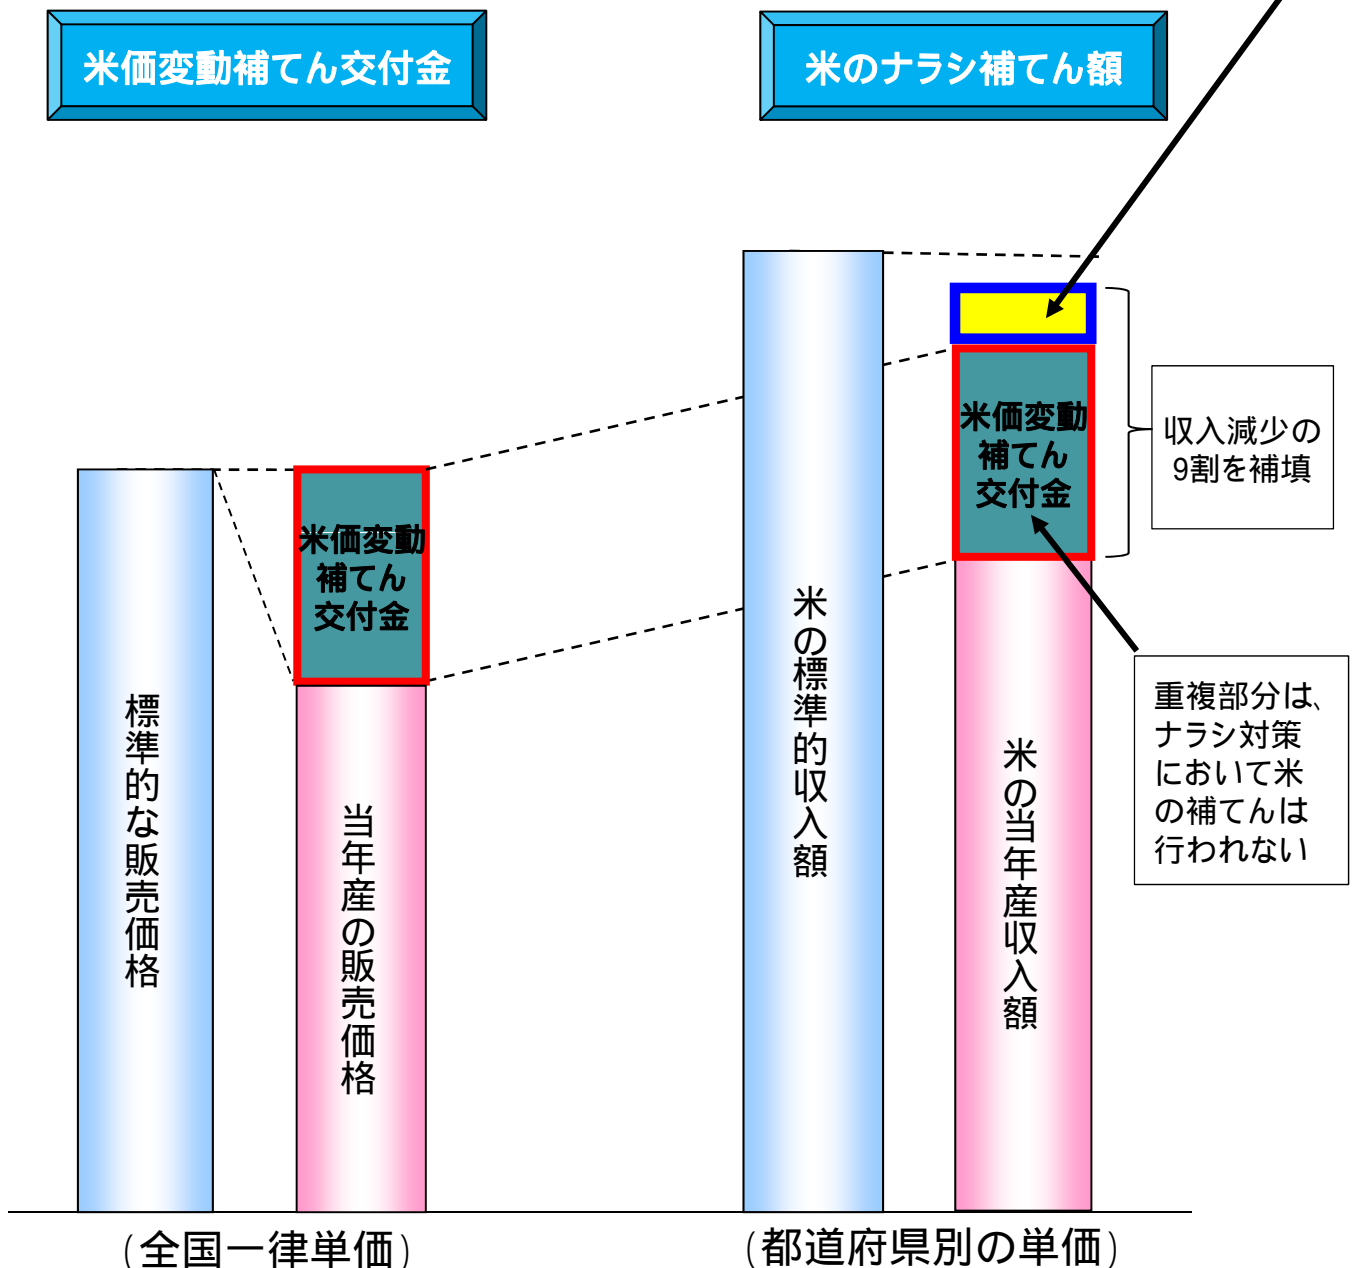 米価変動補てん交付金
米のナラシ補てん額
米価変動
補てん
交付金
収入減少の
9割を補填
米価変動
補てん
交付金
重複部分は、
ナラシ対策
において米
の補てんは
行われない
標準的な販売価格
当年産の販売価格
米の標準的収入額
米の当年産収入額
(全国一律単価)
(都道府県別の単価)